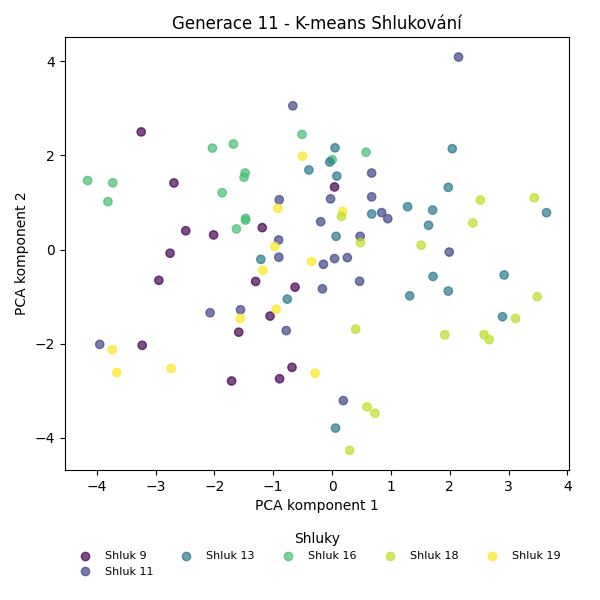 Generace 11 - K-means Shlukování
PCA komponent 2
4
2
0
−2
−4
−4 −3 −2 −1 0 1 2 3 4
PCA komponent 1
Shluky
Shluk 9 Shluk 13 Shluk 16 Shluk 18 Shluk 19
Shluk 11